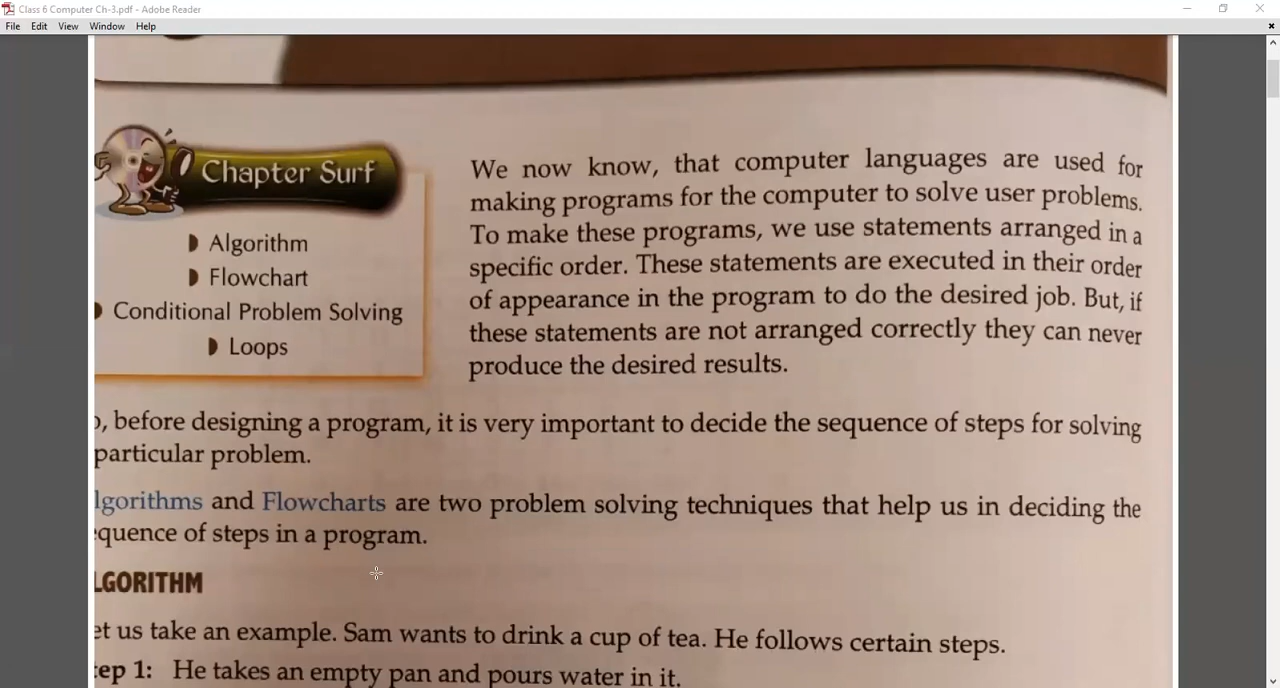 Class 6 Computer Ch-3.pdf - Adobe Reader
File Edit View Window Help
Chapter Surf
Algorithm
Flowchart
Conditional Problem Solving
Loops
We now know, that computer languages are used for
making programs for the computer to solve user problems.
To make these programs, we use statements arranged in a
specific order. These statements are executed in their order
of appearance in the program to do the desired job. But, if
these statements are not arranged correctly they can never
produce the desired results.
, before designing a program, it is very important to decide the sequence of steps for solving
particular problem.
lgorithms and Flowcharts are two problem solving techniques that help us in deciding the
quence of steps in a program.
LGORITHM
et us take an example. Sam wants to drink a cup of tea. He follows certain steps.
ep 1: He takes an empty pan and pours water in it.